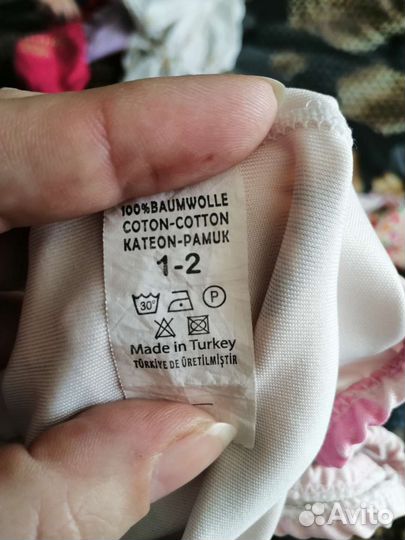 100%BAUMWOLLE
COTON-COTTON
KATEON-PAMUK
1-2
30°
P
Made in Turkey
TÜRKİYE DE ÜRETİLMİŞTİR
Avito